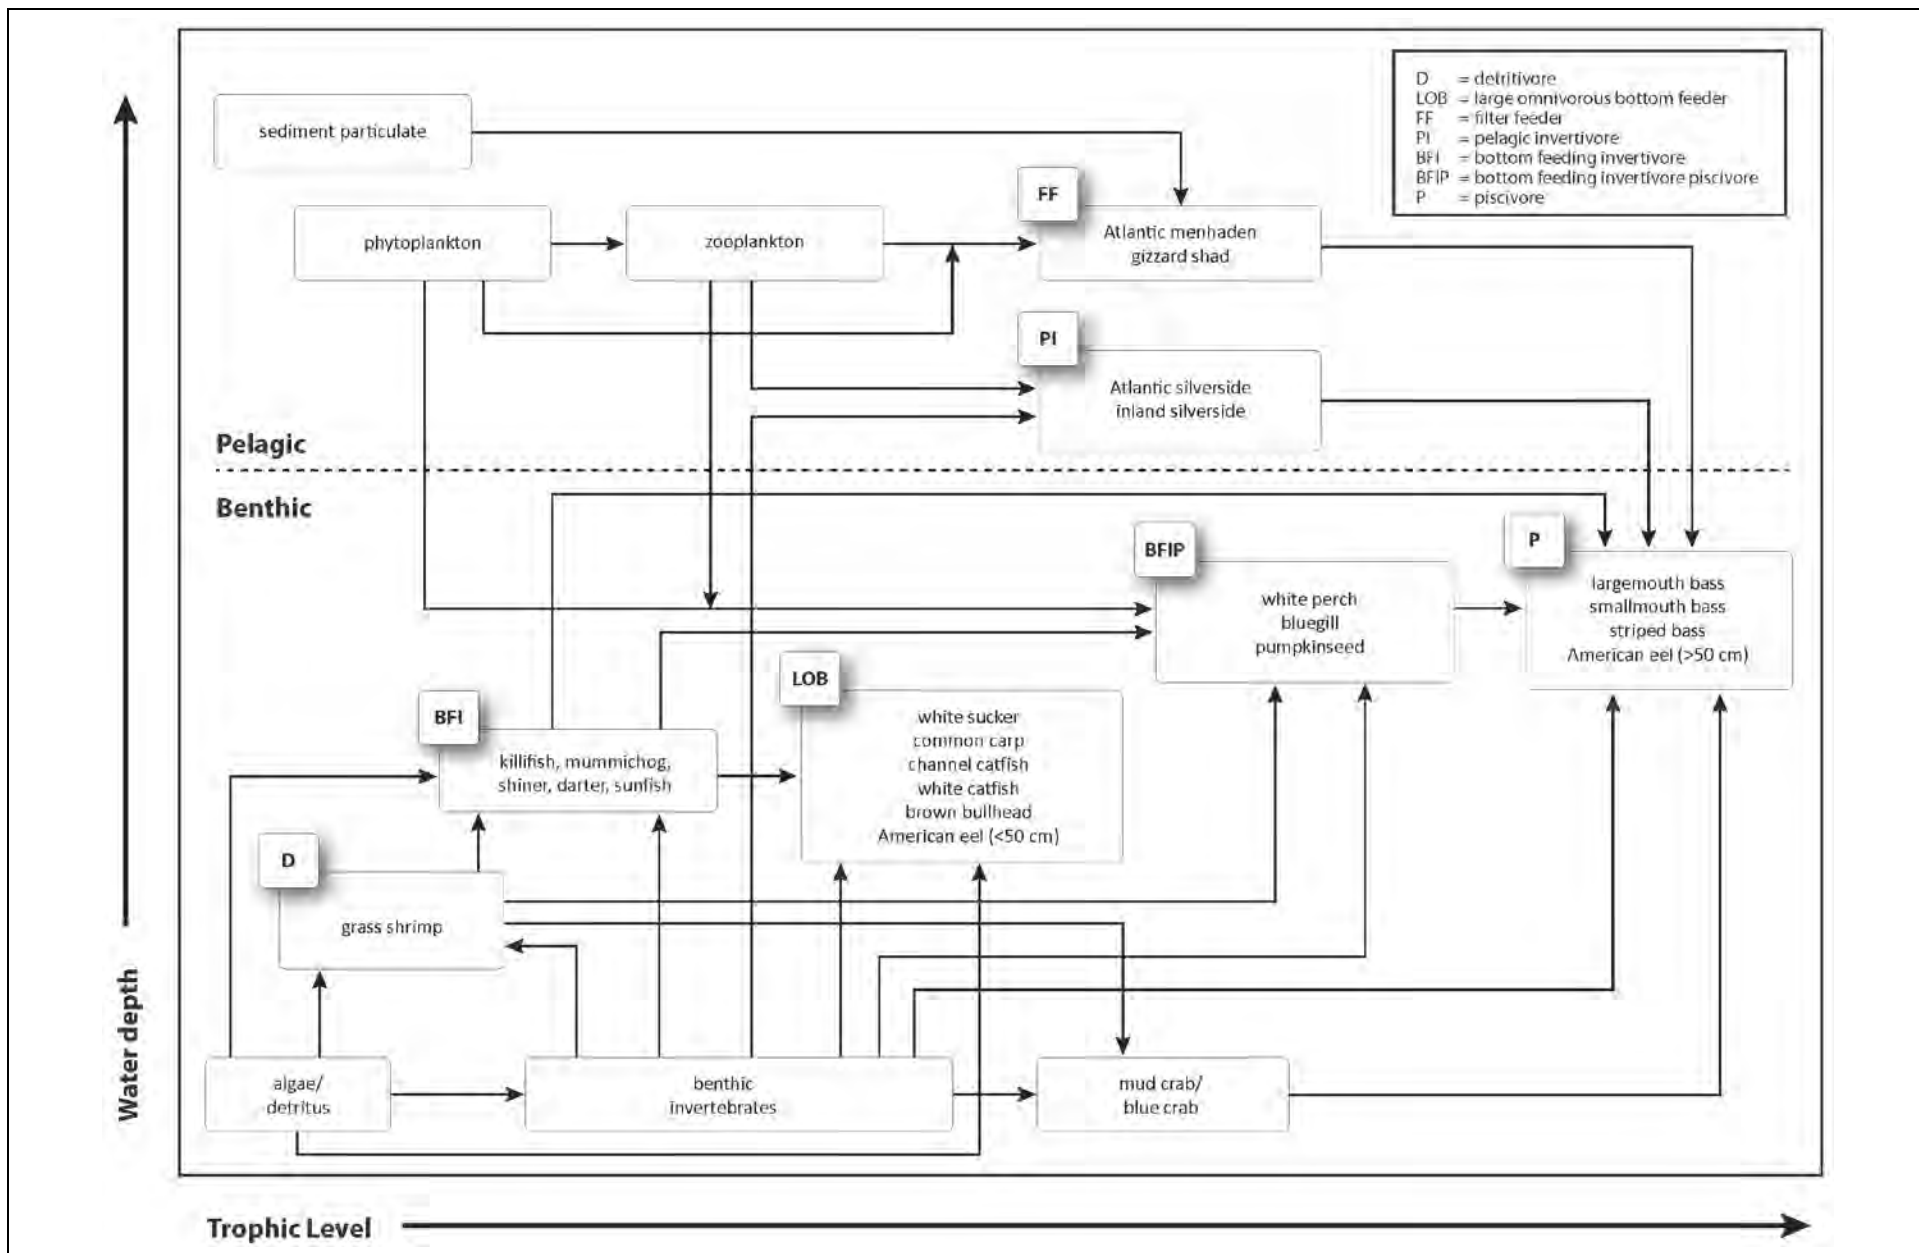 D = detritivore
LOB = large omnivorous bottom feeder
FF = filter feeder
PI = pelagic invertivore
BFI = bottom feeding invertivore
BFIP = bottom feeding invertivore piscivore
P = piscivore
sediment particulate
FF
phytoplankton
zooplankton
Atlantic menhaden
gizzard shad
PI
Atlantic silverside
inland silverside
Pelagic
Benthic
BFIP
P
white perch
bluegill
pumpkinseed
largemouth bass
smallmouth bass
striped bass
American eel (>50 cm)
LOB
BFI
white sucker
common carp
channel catfish
white catfish
brown bullhead
American eel (<50 cm)
killifish, mummichog,
shiner, darter, sunfish
D
grass shrimp
algae/
detritus
benthic
invertebrates
mud crab/
blue crab
Water depth
Trophic Level